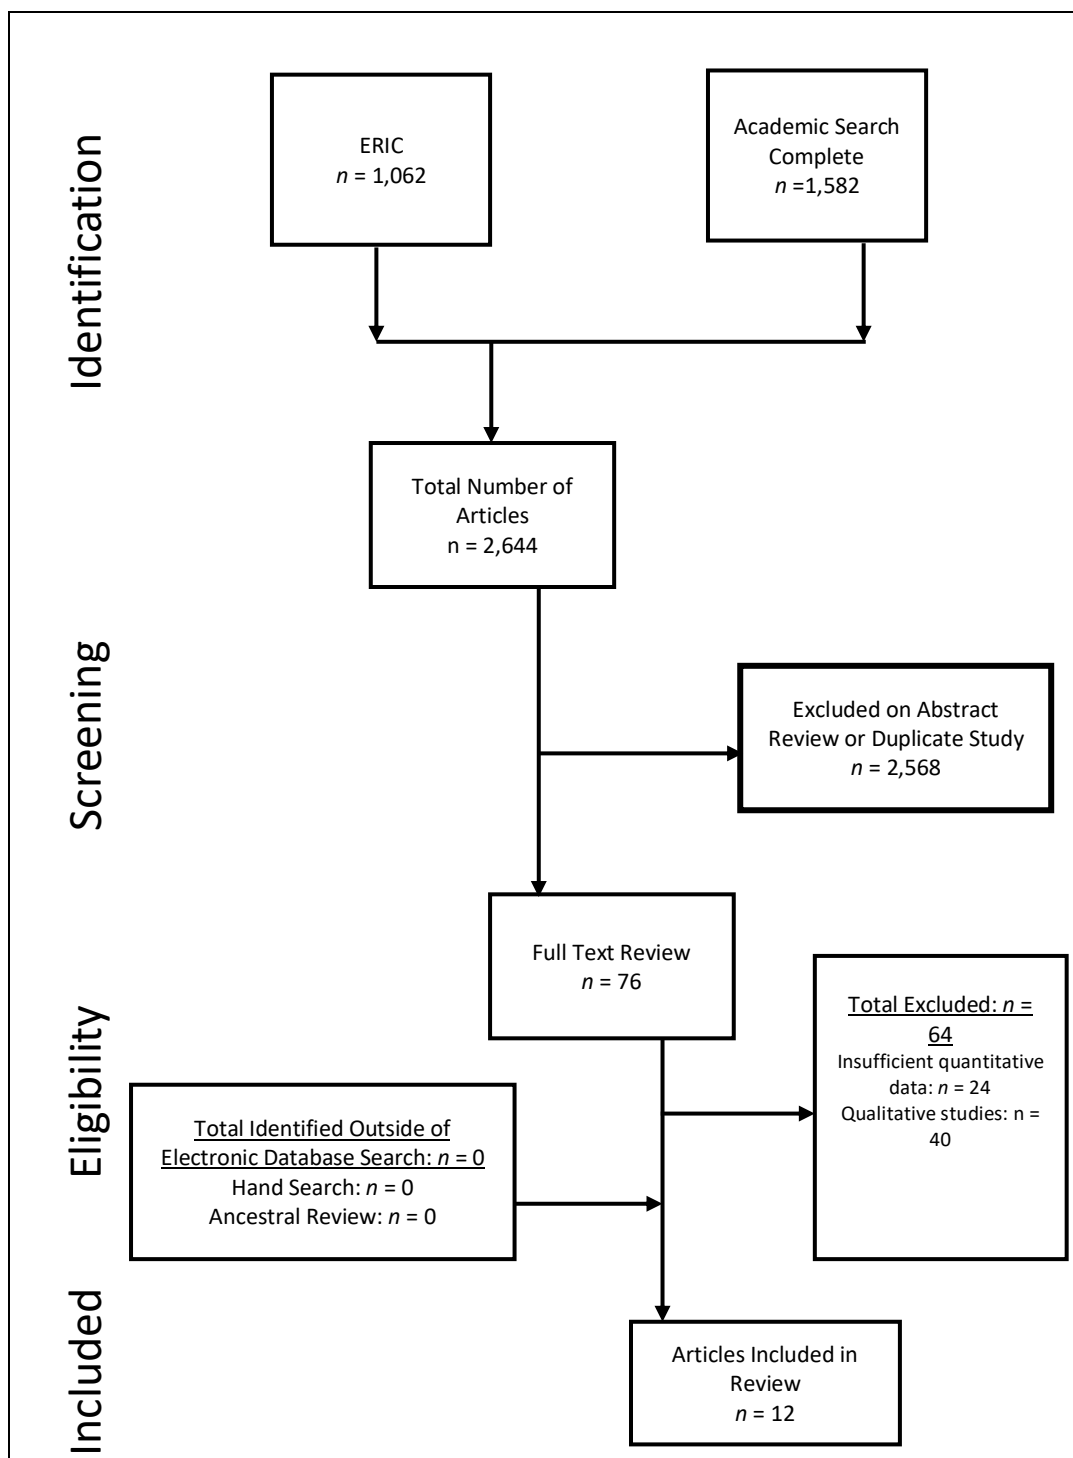 Identification
ERIC
n = 1,062
Academic Search
Complete
n =1,582
Total Number of
Articles
n = 2,644
Screening
Excluded on Abstract
Review or Duplicate Study
n = 2,568
Full Text Review
n = 76
Eligibility
Total Excluded: n =
64
Insufficient quantitative
data: n = 24
Qualitative studies: n =
40
Total Identified Outside of
Electronic Database Search: n = 0
Hand Search: n = 0
Ancestral Review: n = 0
Included
Articles Included in
Review
n = 12